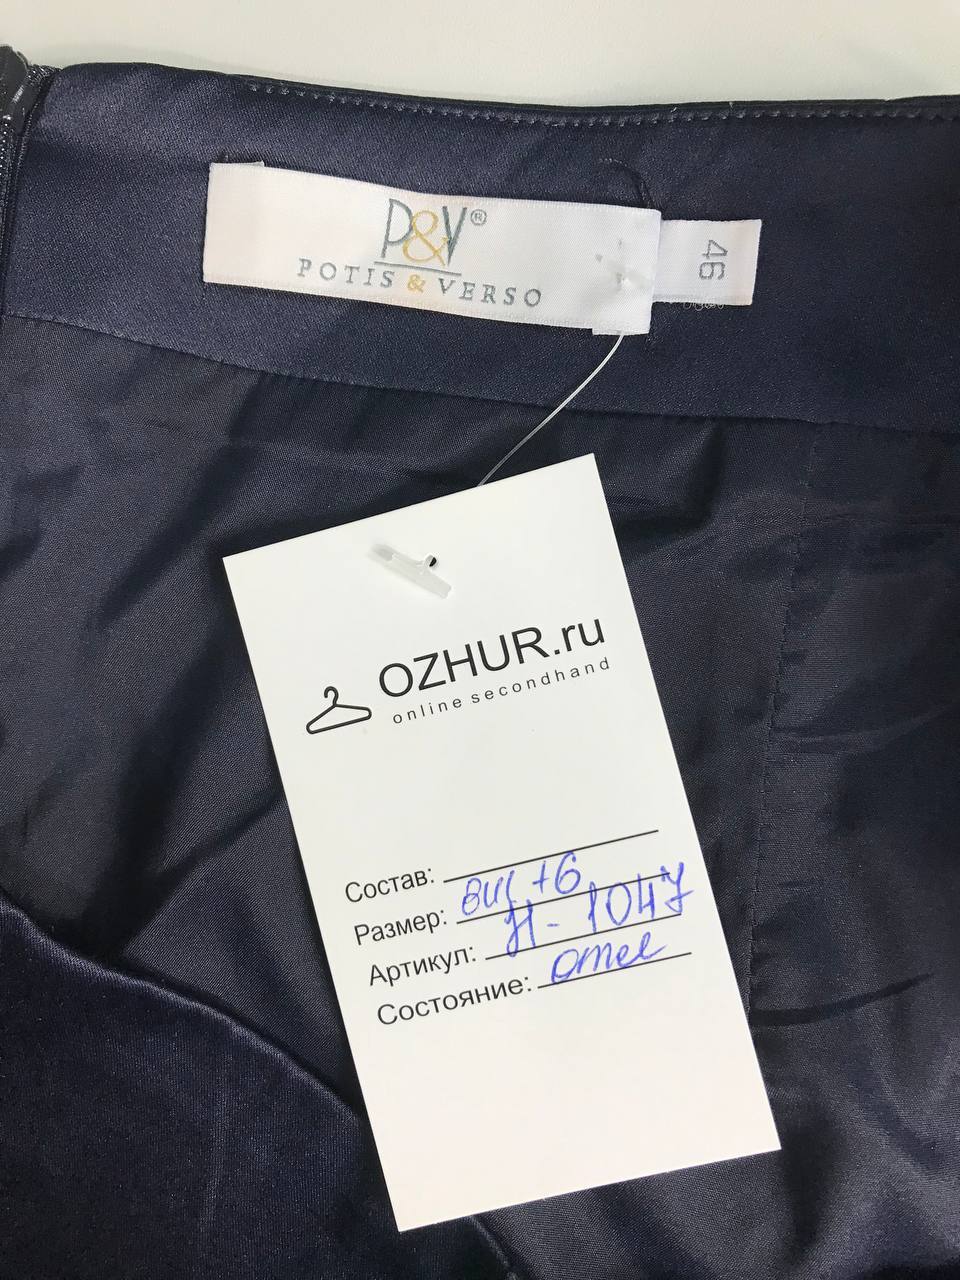 P&V®
POTIS & VERSO
46
OZHUR.ru
online secondhand
Состав:
Размер: 46
Артикул: Н-1047
Состояние: отл